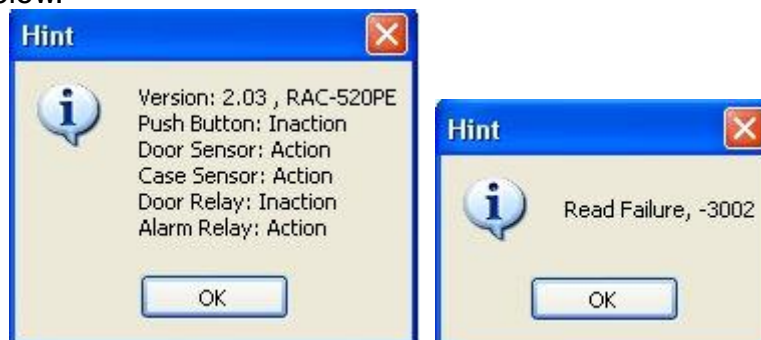 Hint
Version: 2.03 , RAC-520PE
Push Button: Inaction
Door Sensor: Action
Case Sensor: Action
Door Relay: Inaction
Alarm Relay: Action
OK
Hint
Read Failure, -3002
OK